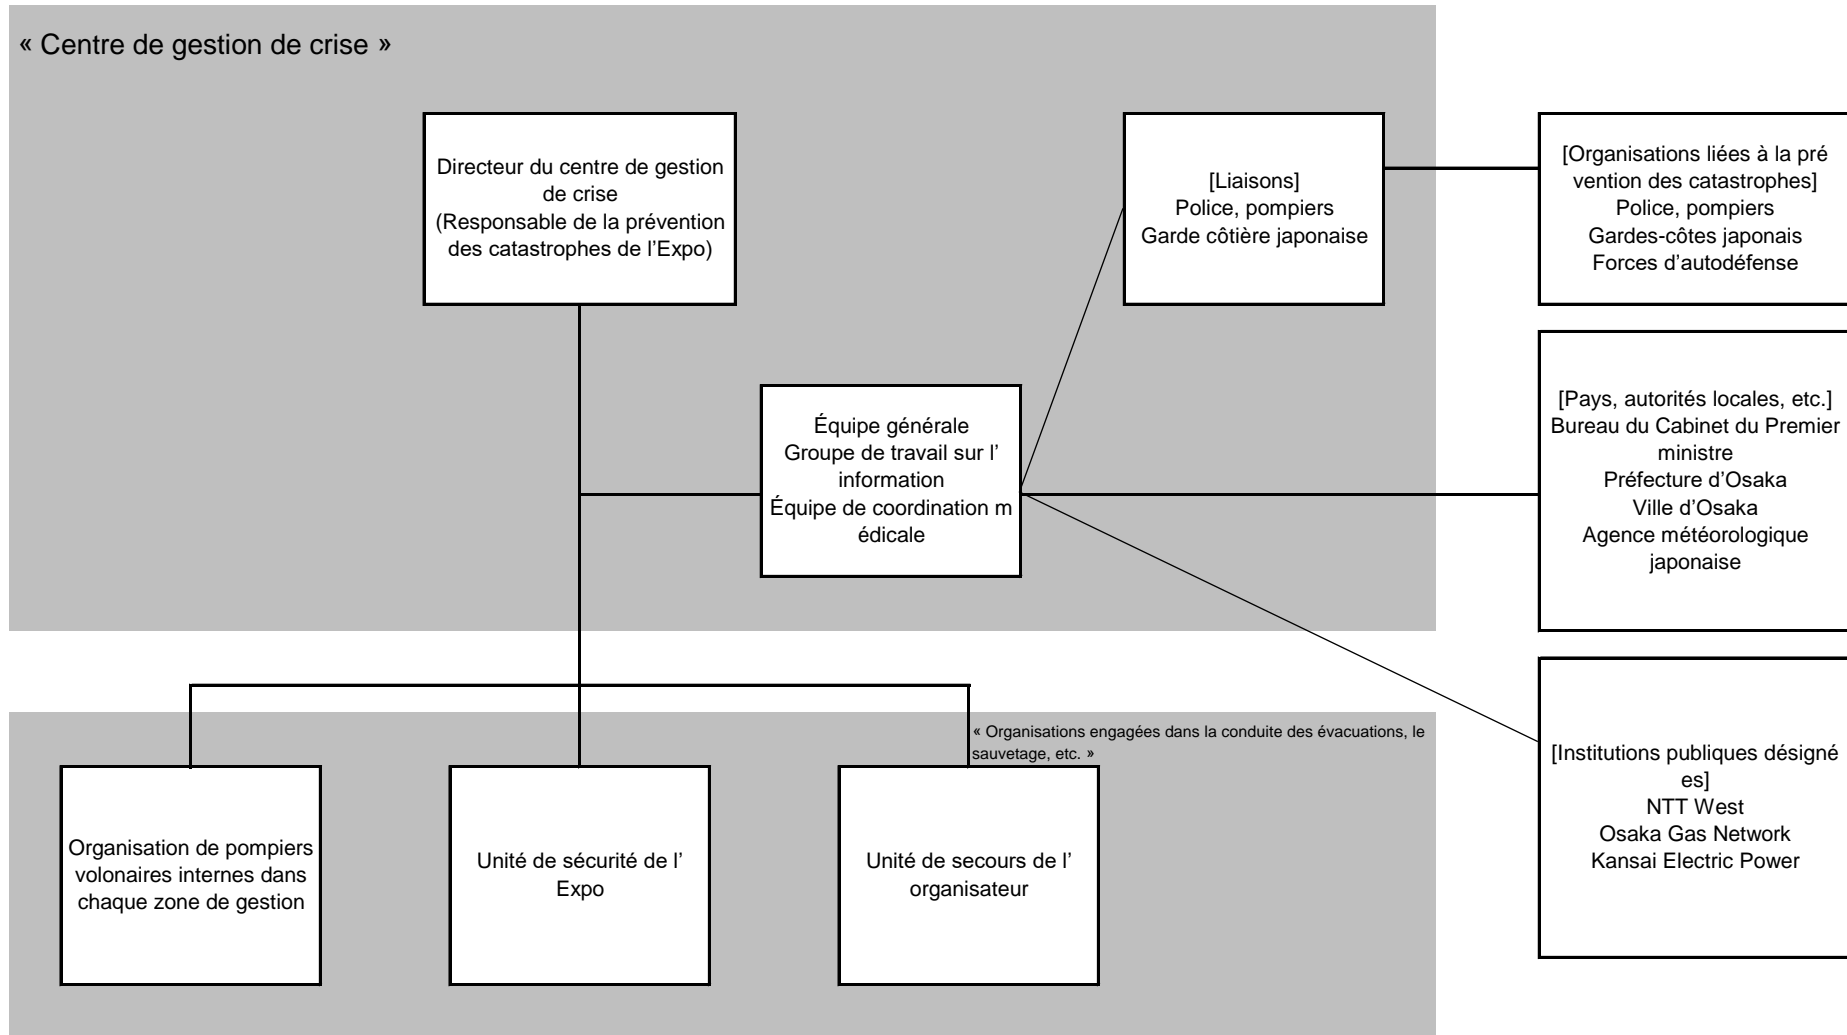 « Centre de gestion de crise »
Directeur du centre de gestion
de crise
(Responsable de la prévention
des catastrophes de l’Expo)
[Liaisons]
Police, pompiers
Garde côtière japonaise
[Organisations liées à la pré
vention des catastrophes]
Police, pompiers
Gardes-côtes japonais
Forces d’autodéfense
Équipe générale
Groupe de travail sur l’
information
Équipe de coordination m
édicale
[Pays, autorités locales, etc.]
Bureau du Cabinet du Premier
ministre
Préfecture d’Osaka
Ville d’Osaka
Agence météorologique
japonaise
[Institutions publiques désigné
es]
NTT West
Osaka Gas Network
Kansai Electric Power
« Organisations engagées dans la conduite des évacuations, le
sauvetage, etc. »
Organisation de pompiers
volonaires internes dans
chaque zone de gestion
Unité de sécurité de l’
Expo
Unité de secours de l’
organisateur